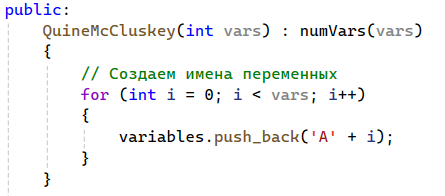 public:
    QuineMcCluskey(int vars) : numVars(vars)
    {
        // Создаем имена переменных
        for (int i = 0; i < vars; i++)
        {
            variables.push_back('A' + i);
        }
    }